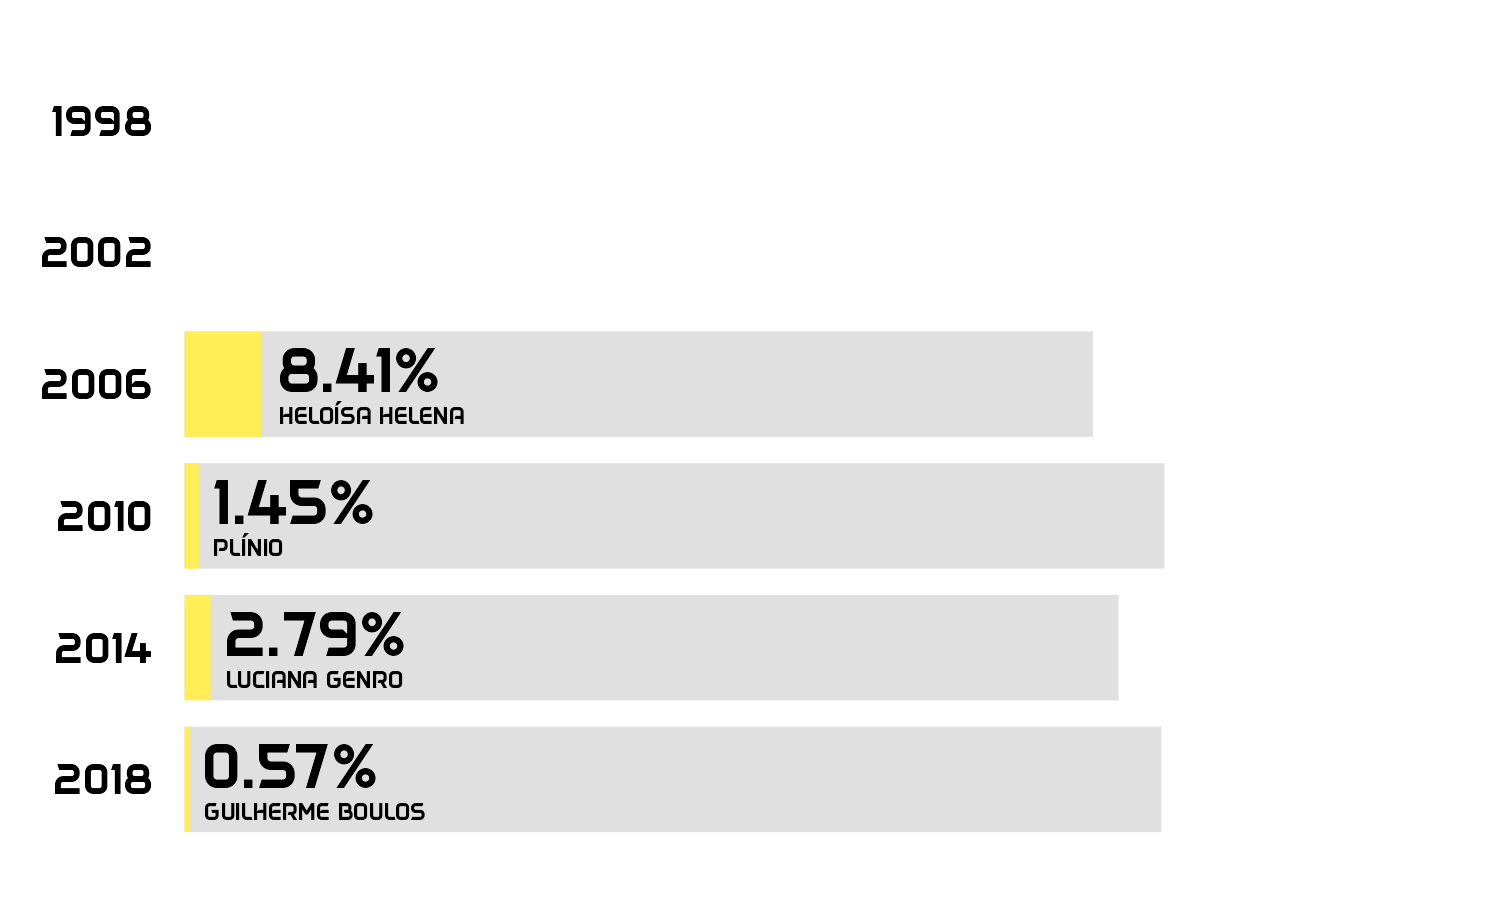 1998
2002
2006
8.41%
HELOÍSA HELENA
2010
1.45%
PLÍNIO
2014
2.79%
LUCIANA GENRO
2018
0.57%
GUILHERME BOULOS